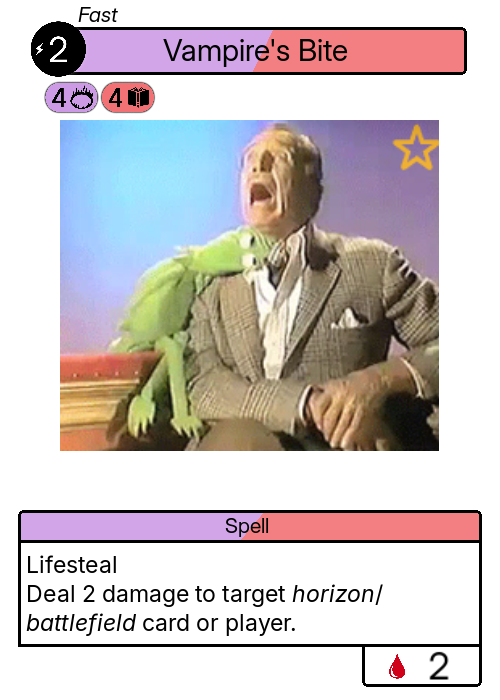 Fast
2
Vampire's Bite
4 4
Spell
Lifesteal
Deal 2 damage to target horizon/
battlefield card or player.
2